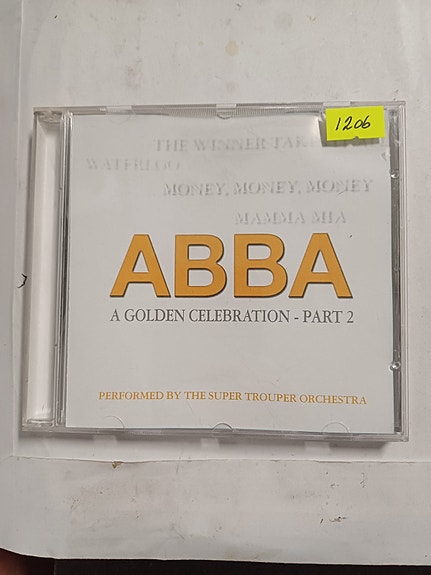 1206
THE WINNER
WATERLOO
MONEY, MONEY, MONEY
MAMMA MIA
ABBA
A GOLDEN CELEBRATION - PART 2
PERFORMED BY THE SUPER TROUPER ORCHESTRA